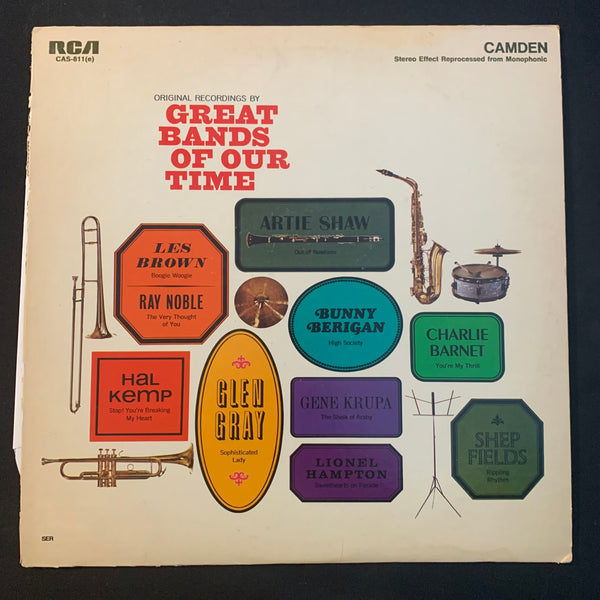 RCA
CAS-811(e)
CAMDEN
Stereo Effect Reprocessed from Monophonic
ORIGINAL RECORDINGS BY
GREAT
BANDS
OF OUR
TIME
ARTIE SHAW
Out of Nowhere
LES
BROWN
Boogie Woogie
RAY NOBLE
The Very Thought
of You
BUNNY
BERIGAN
High Society
CHARLIE
BARNET
You're My Thrill
HAL
KEMP
Stop! You're Breaking
My Heart
GLEN
GRAY
Sophisticated
Lady
GENE KRUPA
The Sheik of Araby
LIONEL
HAMPTON
Sweethearts on Parade
SHEP
FIELDS
Rippling
Rhythm
SER